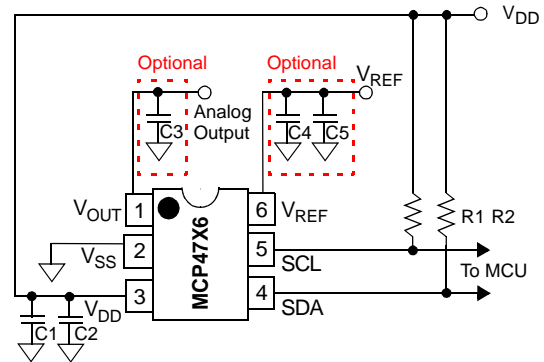 VDD
Optional
Optional
VREF
Analog
Output
C3
C4
C5
VOUT
1
6
VREF
R1 R2
MCP47X6
VSS
2
5
SCL
To MCU
VDD
3
4
SDA
C1
C2